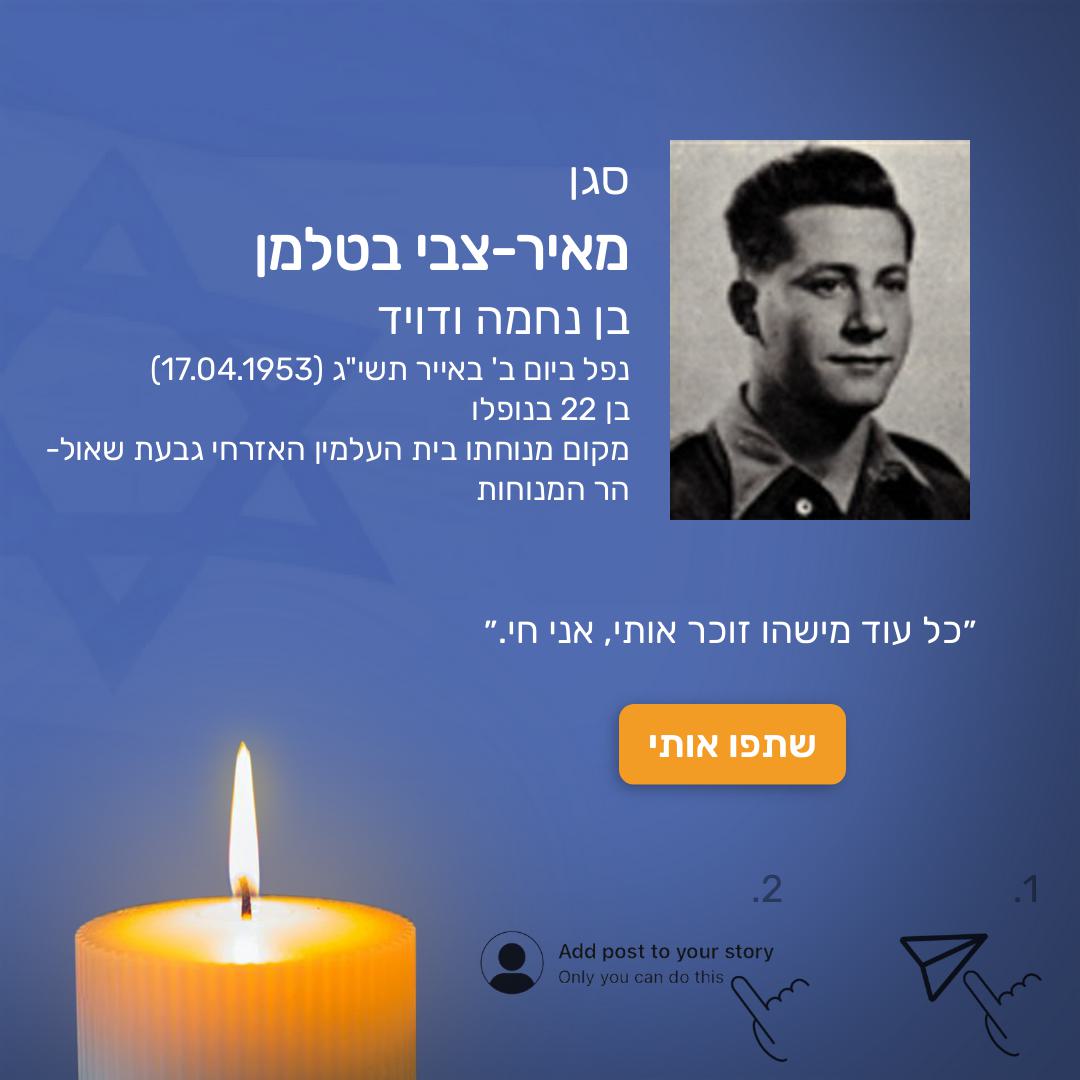 סגן
מאיר-צבי בטלמן
בן נחמה ודויד
נפל ביום ב' באייר תשי"ג (17.04.1953)
בן 22 בנופלו
מקום מנוחתו בית העלמין האזרחי גבעת שאול-
הר המנוחות
״כל עוד מישהו זוכר אותי, אני חי.״
שתפו אותי
1.
2.
Add post to your story
Only you can do this